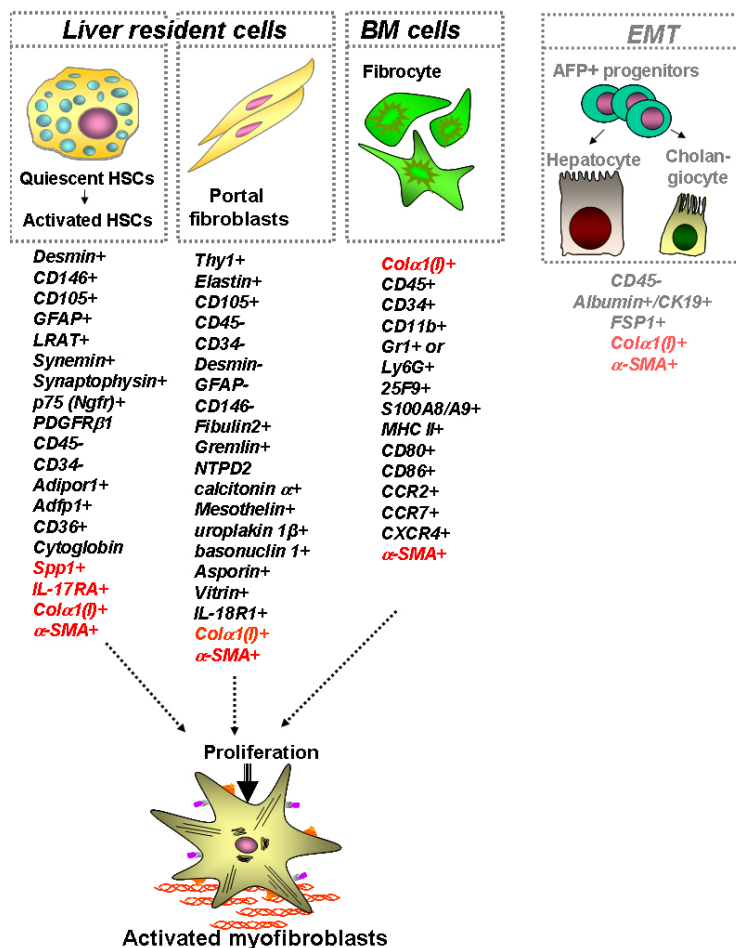 Liver resident cells
BM cells
EMT
Quiescent HSCs
Activated HSCs
Desmin+
CD146+
CD105+
GFAP+
LRAT+
Synemin+
Synaptophysin+
p75 (Ngfr)+
PDGFRβ1
CD45-
CD34-
Adipor1+
Adfp1+
CD36+
Cytoglobin
Spp1+
IL-17RA+
Colα1(I)+
α-SMA+
Portal
fibroblasts
Thy1+
Elastin+
CD105+
CD45-
CD34-
Desmin-
GFAP-
CD146-
Fibulin2+
Gremlin+
NTPD2
calcitonin α+
Mesothelin+
uroplakin 1β+
basonuclin 1+
Asporin+
Vitrin+
IL-18R1+
Colα1(I)+
α-SMA+
Fibrocyte
Colα1(I)+
CD45+
CD34+
CD11b+
Gr1+ or
Ly6G+
25F9+
S100A8/A9+
MHC II+
CD80+
CD86+
CCR2+
CCR7+
CXCR4+
α-SMA+
AFP+ progenitors
Hepatocyte
Cholan-
giocyte
CD45-
Albumin+/CK19+
FSP1+
Colα1(I)+
α-SMA+
Proliferation
Activated myofibroblasts